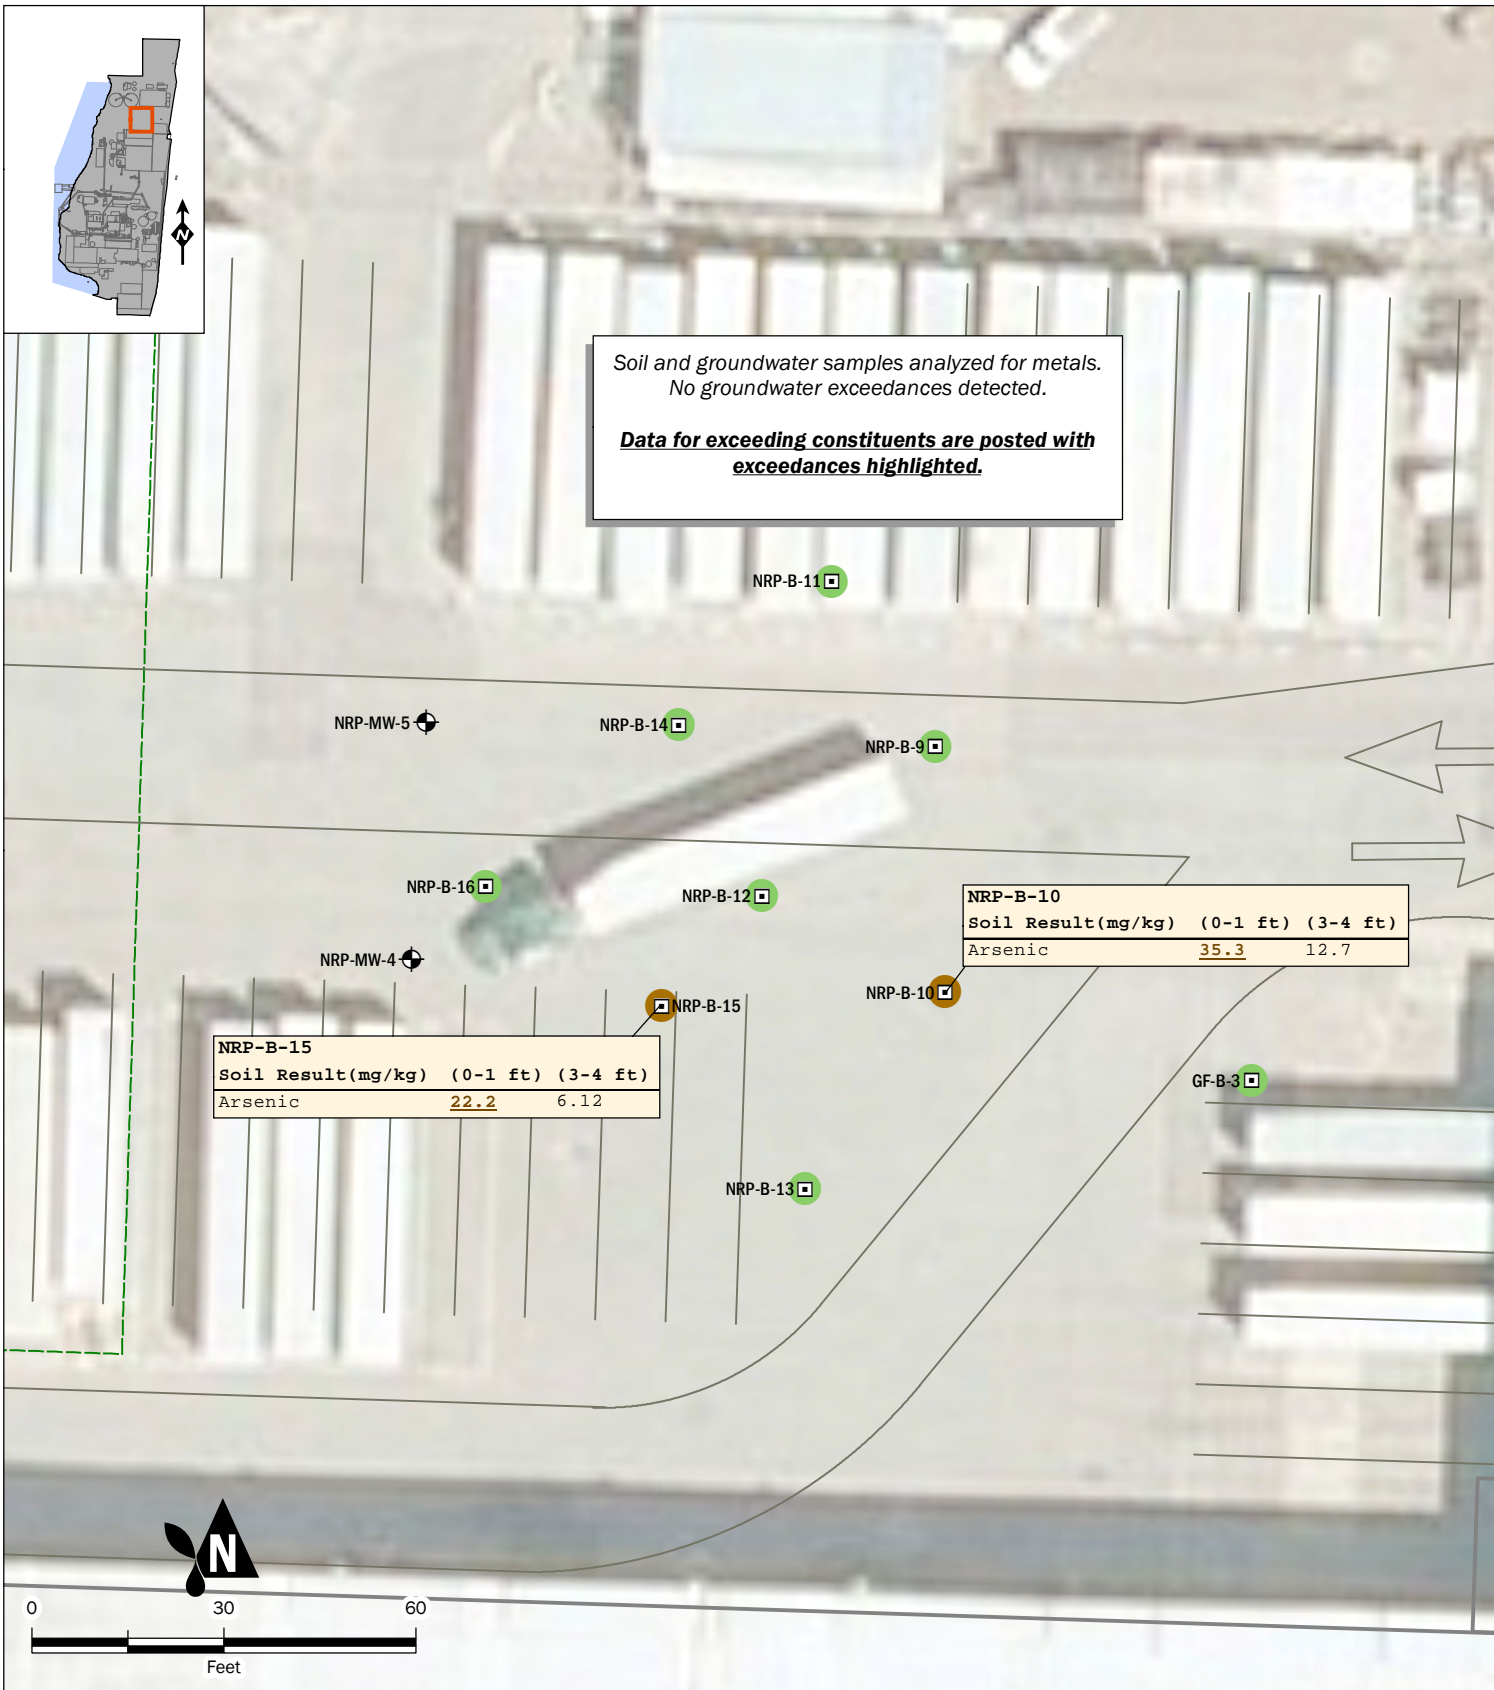 N
Soil and groundwater samples analyzed for metals.
No groundwater exceedances detected.
Data for exceeding constituents are posted with
exceedances highlighted.
NRP-B-11
NRP-MW-5
NRP-B-14
NRP-B-9
NRP-B-16
NRP-B-12
NRP-B-10
Soil Result(mg/kg) (0-1 ft) (3-4 ft)
Arsenic 35.3 12.7
NRP-MW-4
NRP-B-10
NRP-B-15
NRP-B-15
Soil Result(mg/kg) (0-1 ft) (3-4 ft)
Arsenic 22.2 6.12
GF-B-3
NRP-B-13
N
0 30 60
Feet